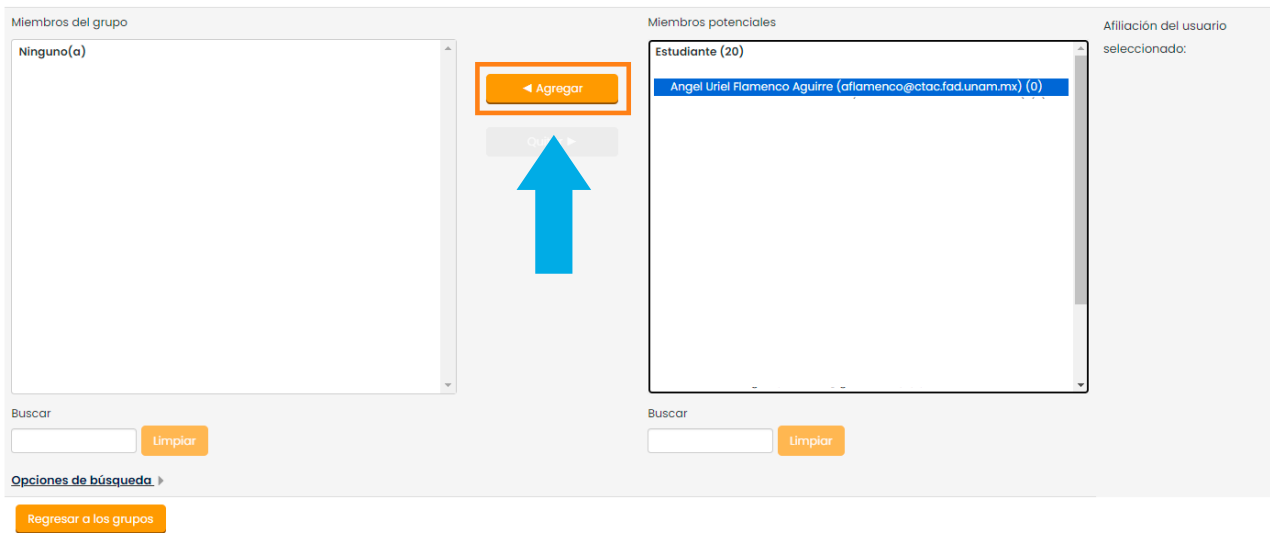 Miembros del grupo
Ninguno(a)
◄ Agregar
Miembros potenciales
Estudiante (20)
Angel Uriel Flamenco Aguirre (aflamenco@ctac.fad.unam.mx) (0)
Afiliación del usuario
seleccionado:
Buscar
Limpiar
Buscar
Limpiar
Opciones de búsqueda
Regresar a los grupos